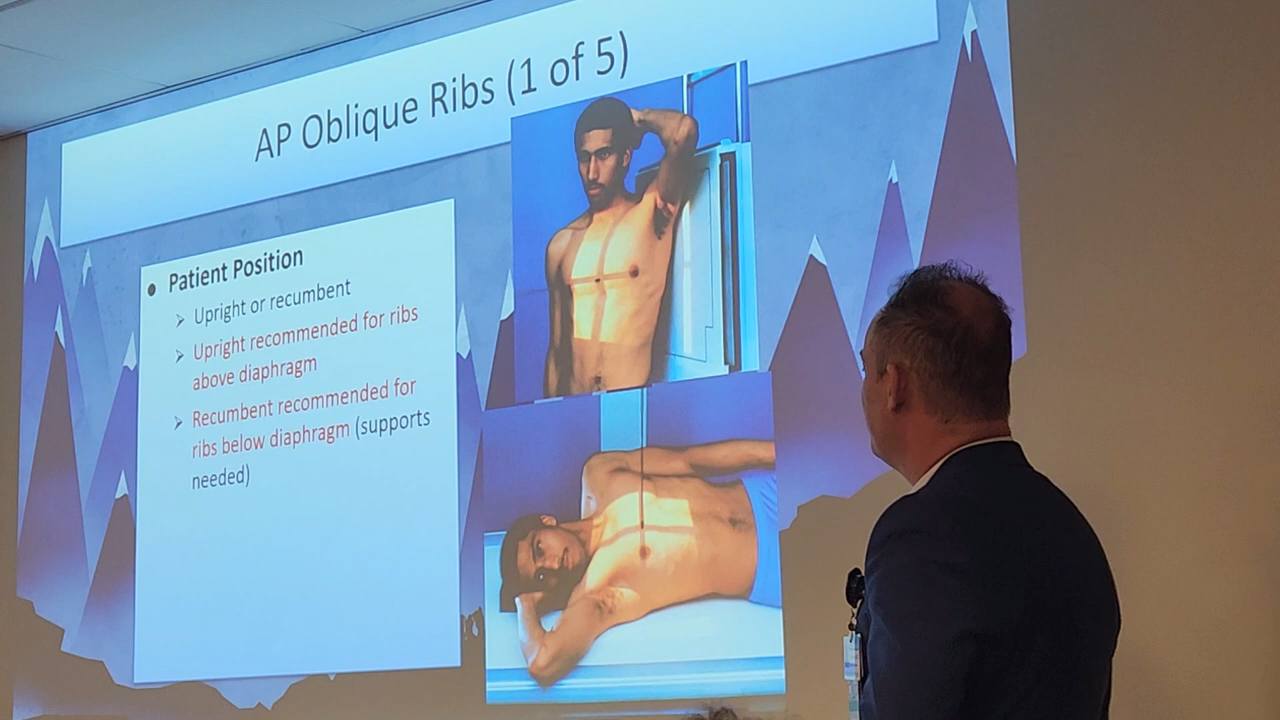 AP Oblique Ribs (1 of 5)
Patient Position
Upright or recumbent
Upright recommended for ribs
above diaphragm
Recumbent recommended for
ribs below diaphragm (supports
needed)